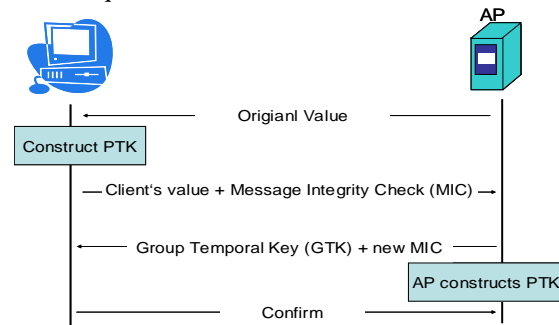 AP
Origianl Value
Construct PTK
Client's value + Message Integrity Check (MIC)
Group Temporal Key (GTK) + new MIC
AP constructs PTK
Confirm